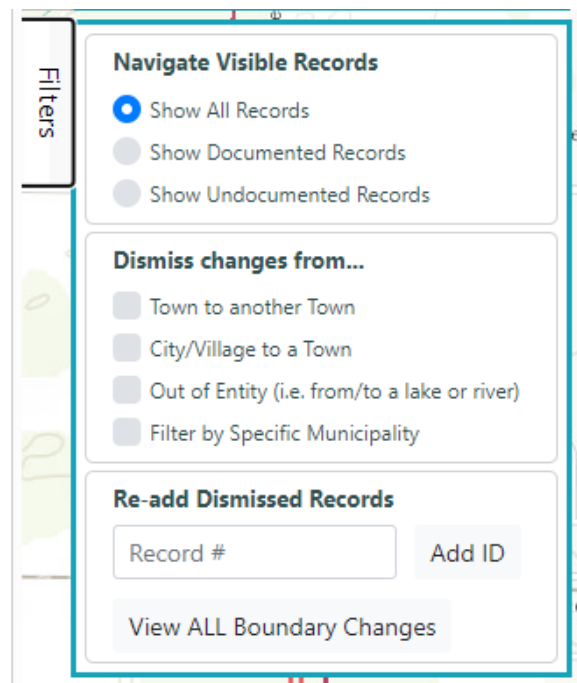 Filters
Navigate Visible Records
Show All Records
Show Documented Records
Show Undocumented Records
Dismiss changes from...
Town to another Town
City/Village to a Town
Out of Entity (i.e. from/to a lake or river)
Filter by Specific Municipality
Re-add Dismissed Records
Record #
Add ID
View ALL Boundary Changes